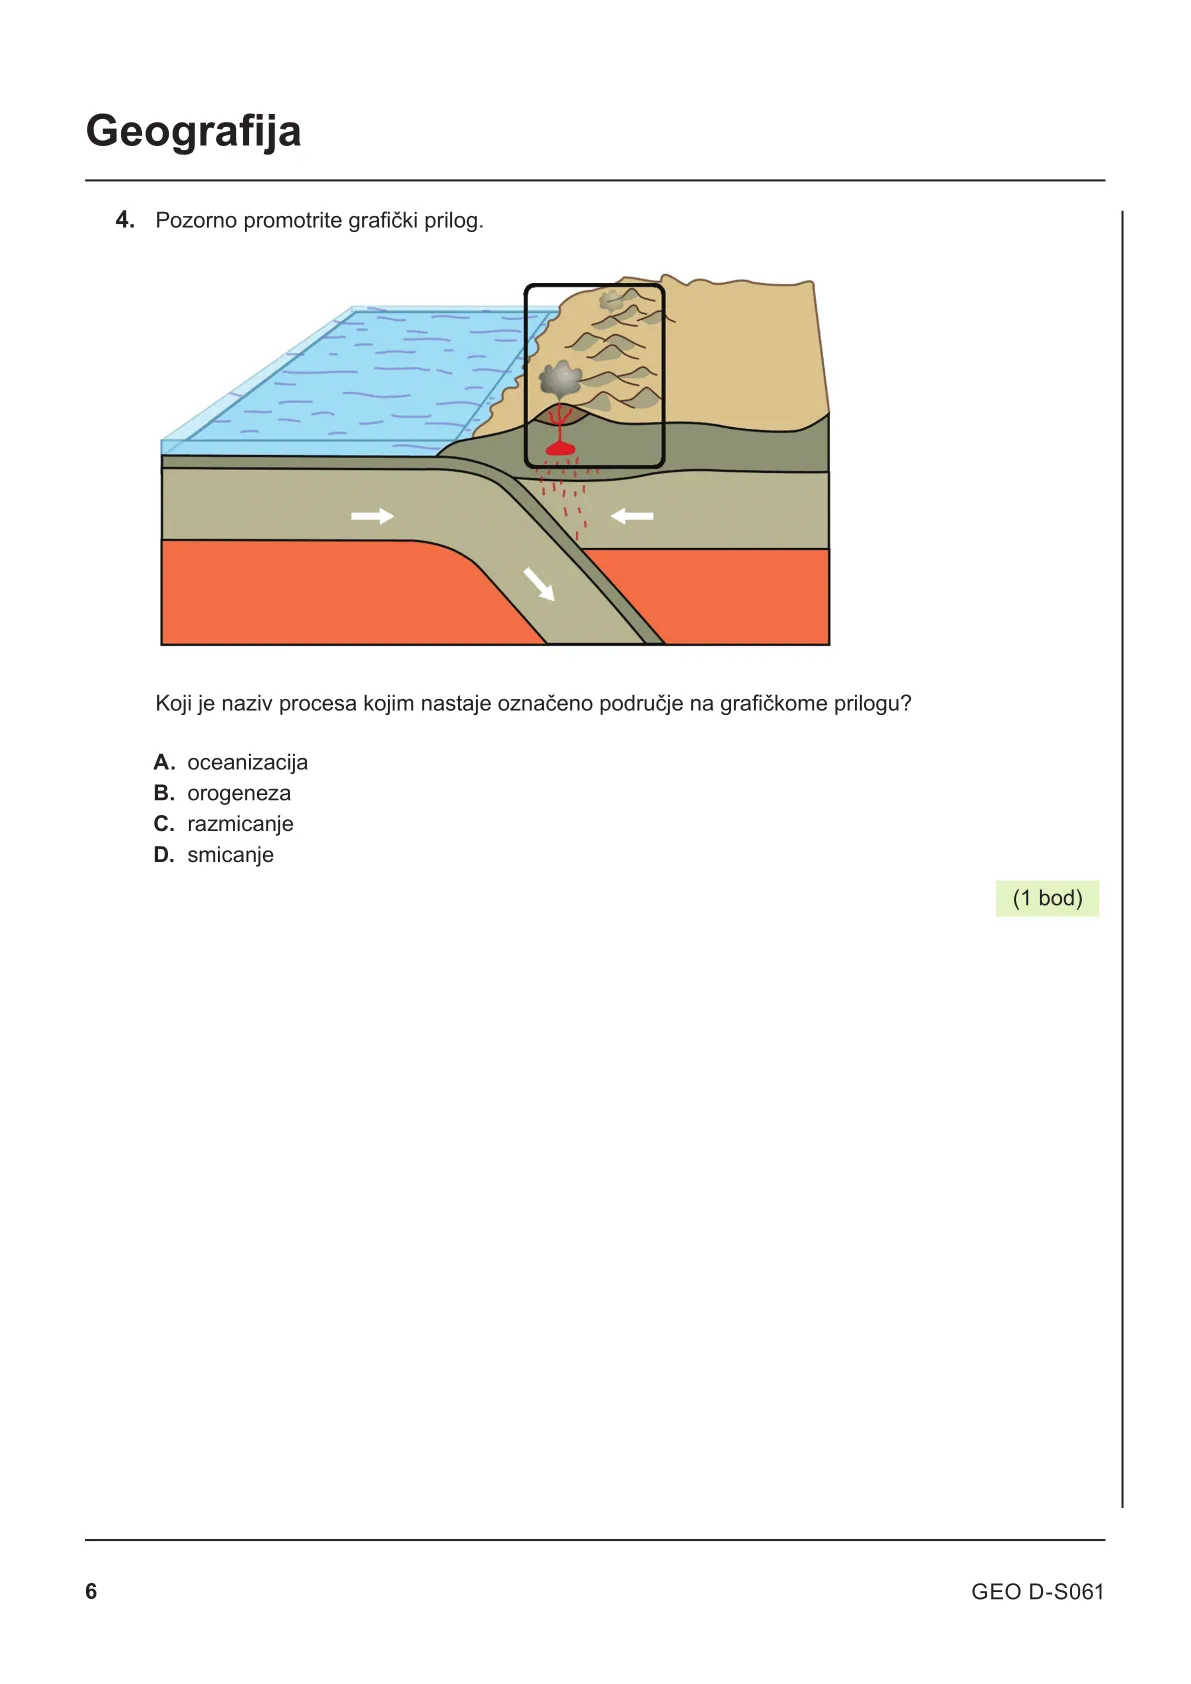 Geografija
4. Pozorno promotrite grafički prilog.
Koji je naziv procesa kojim nastaje označeno područje na grafičkome prilogu?
A. oceanizacija
B. orogeneza
C. razmicanje
D. smicanje
(1 bod)
6
GEO D-S061